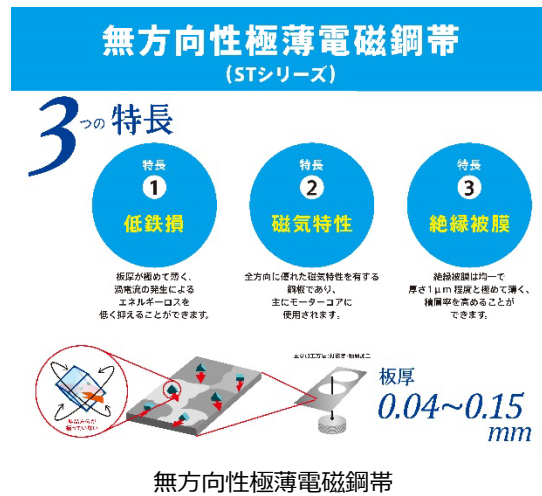 無方向性極薄電磁鋼帯
(STシリーズ)
3つの特長
特長
1
低鉄損
板厚が極めて薄く、
渦電流の発生による
エネルギーロスを
低く抑えることができます。
特長
2
磁気特性
全方向に優れた磁気特性を有する
鋼板であり、
主にモーターコアに
使用されます。
特長
3
絶縁被膜
絶縁被膜は均一で
厚さ1μm程度と極めて薄く、
積層率を高めることが
できます。
板厚
0.04~0.15
mm
無方向性極薄電磁鋼帯